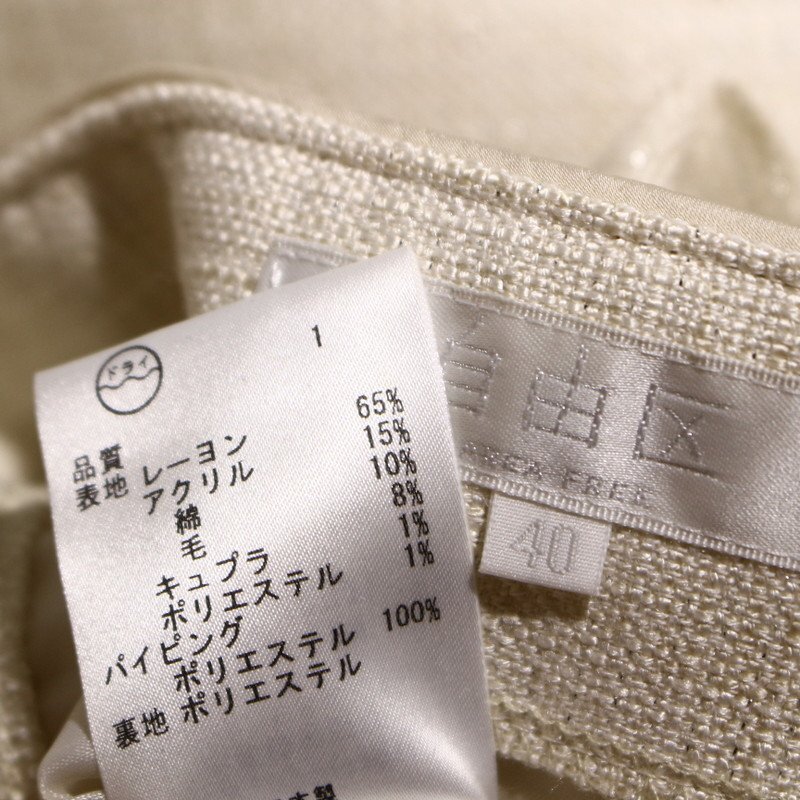 1
ドライ
品質
表地 レーヨン 65%
アクリル 15%
綿 10%
毛 8%
キュプラ 1%
ポリエステル 1%
パイピング
ポリエステル 100%
裏地 ポリエステル
自由区
AREA FREE
40